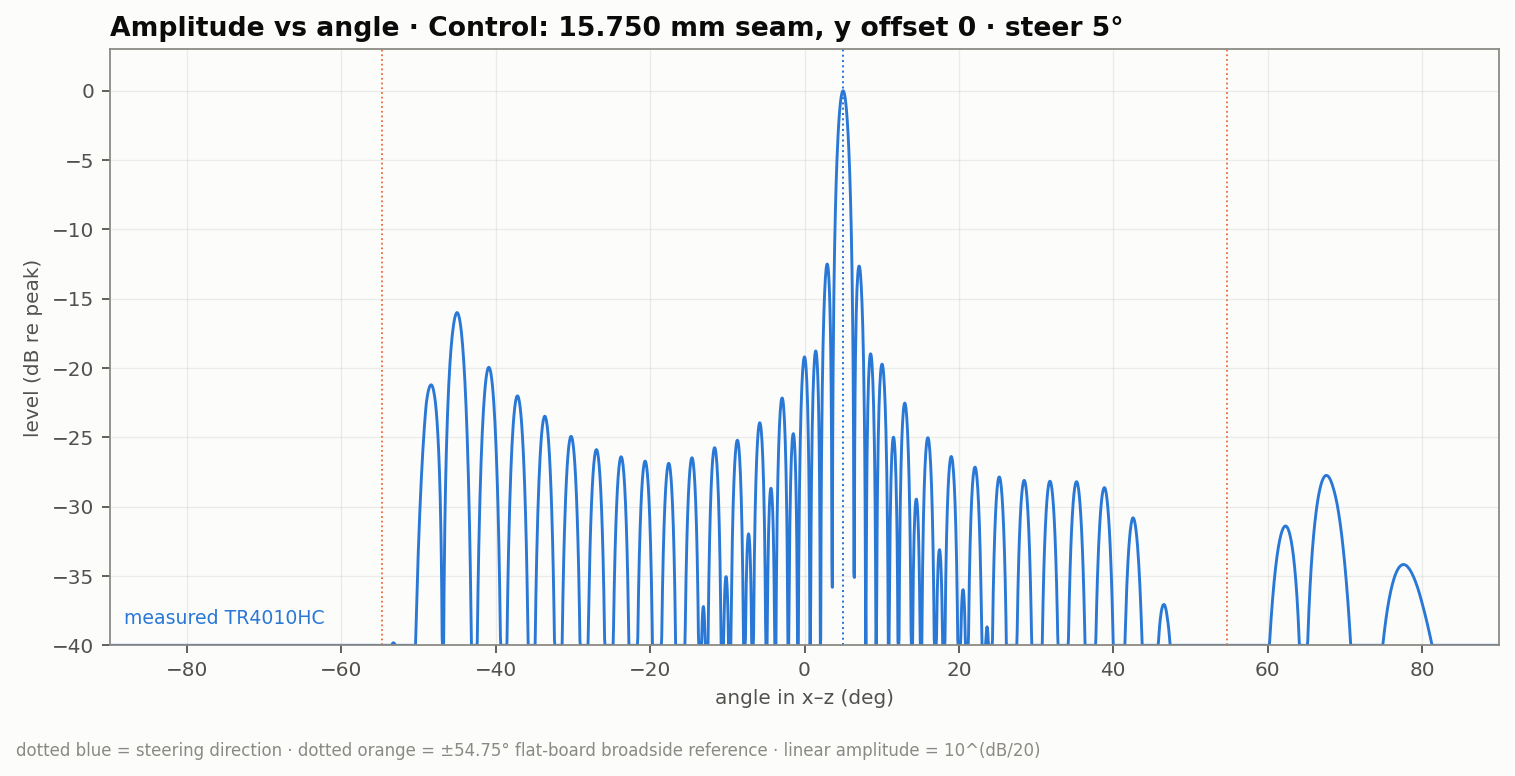 Amplitude vs angle · Control: 15.750 mm seam, y offset 0 · steer 5°
level (dB re peak)
0
−5
−10
−15
−20
−25
−30
−35
−40
measured TR4010HC
−80 −60 −40 −20 0 20 40 60 80
angle in x–z (deg)
dotted blue = steering direction · dotted orange = ±54.75° flat-board broadside reference · linear amplitude = 10^(dB/20)